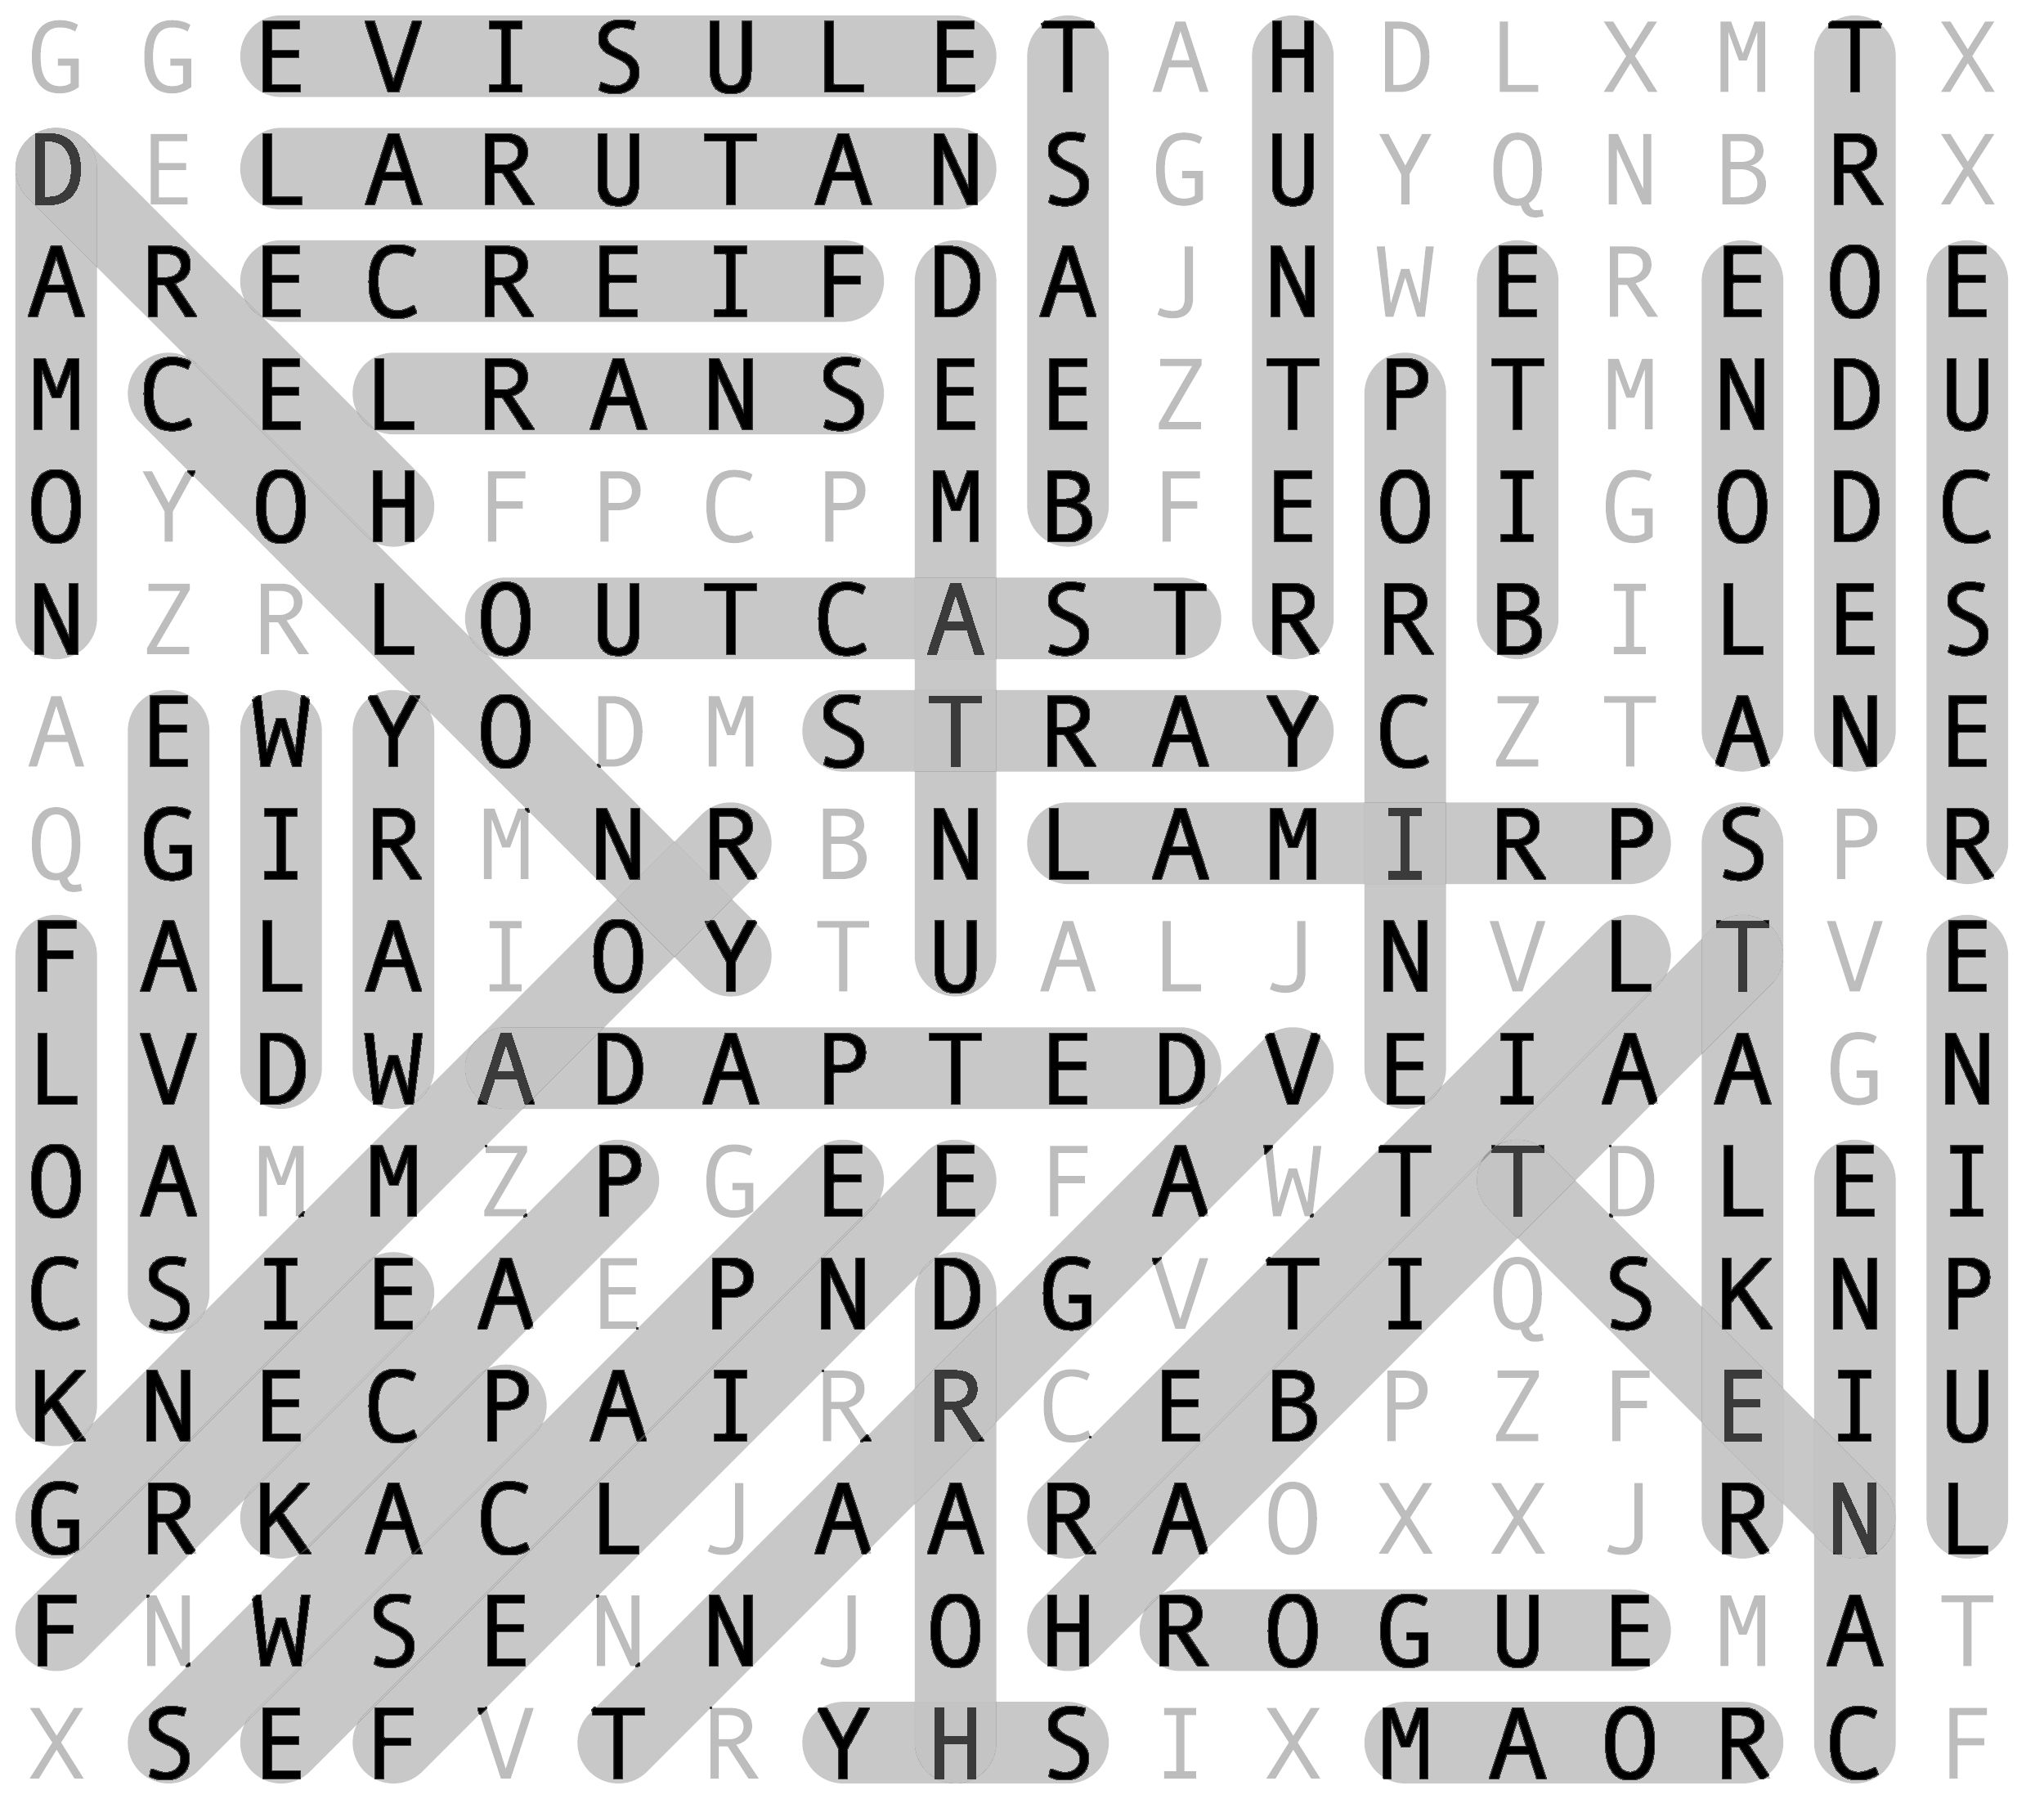 G G E V I S U L E T A H D L X M T X
D E L A R U T A N S G U Y Q N B R X
A R E C R E I F D A J N W E R E O E
M C E L R A N S E E Z T P T M N D U
O Y O H F P C P M B F E O I G O D C
N Z R L O U T C A S T R R B I L E S
A E W Y O D M S T R A Y C Z T A N E
Q G I R M N R B N L A M I R P S P R
F A L A I O Y T U A L J N V L T V E
L V D W A D A P T E D V E I A A G N
O A M M Z P G E E F A W T T D L E I
C S I E A E P N D G V T I Q S K N P
K N E C P A I R R C E B P Z F E I U
G R K A C L J A A R A O X X J R N L
F N W S E N N J O H R O G U E M A T
X S E F V T R Y H S I X M A O R C F